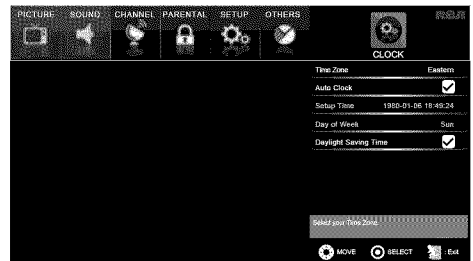 PICTURE SOUND CHANNEL PARENTAL SETUP OTHERS
RCA
CLOCK
Time Zone Eastern
Auto Clock
Setup Time 1980-01-06 18:49:24
Day of Week Sun
Daylight Saving Time
Select your Time Zone.
MOVE SELECT : Exit